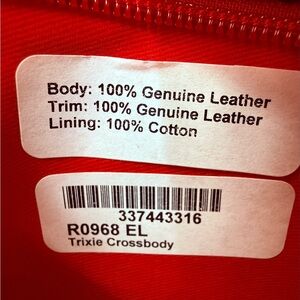 Body: 100% Genuine Leather
Trim: 100% Genuine Leather
Lining: 100% Cotton
337443316
R0968 EL
Trixie Crossbody